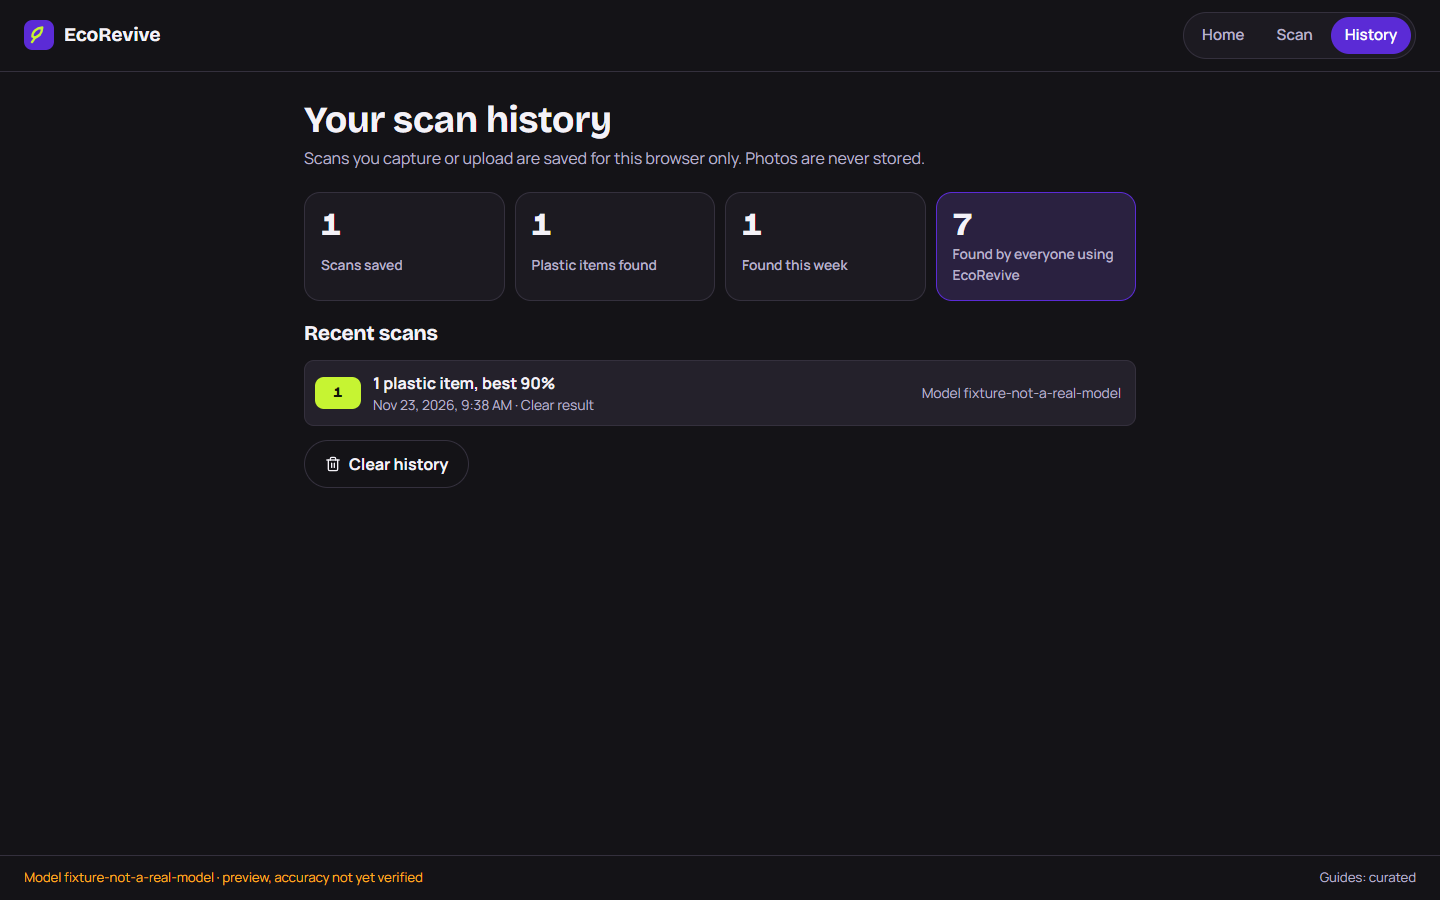 EcoRevive
Home
Scan
History
Your scan history
Scans you capture or upload are saved for this browser only. Photos are never stored.
1
Scans saved
1
Plastic items found
1
Found this week
7
Found by everyone using
EcoRevive
Recent scans
1
1 plastic item, best 90%
Nov 23, 2026, 9:38 AM · Clear result
Model fixture-not-a-real-model
Clear history
Model fixture-not-a-real-model · preview, accuracy not yet verified
Guides: curated